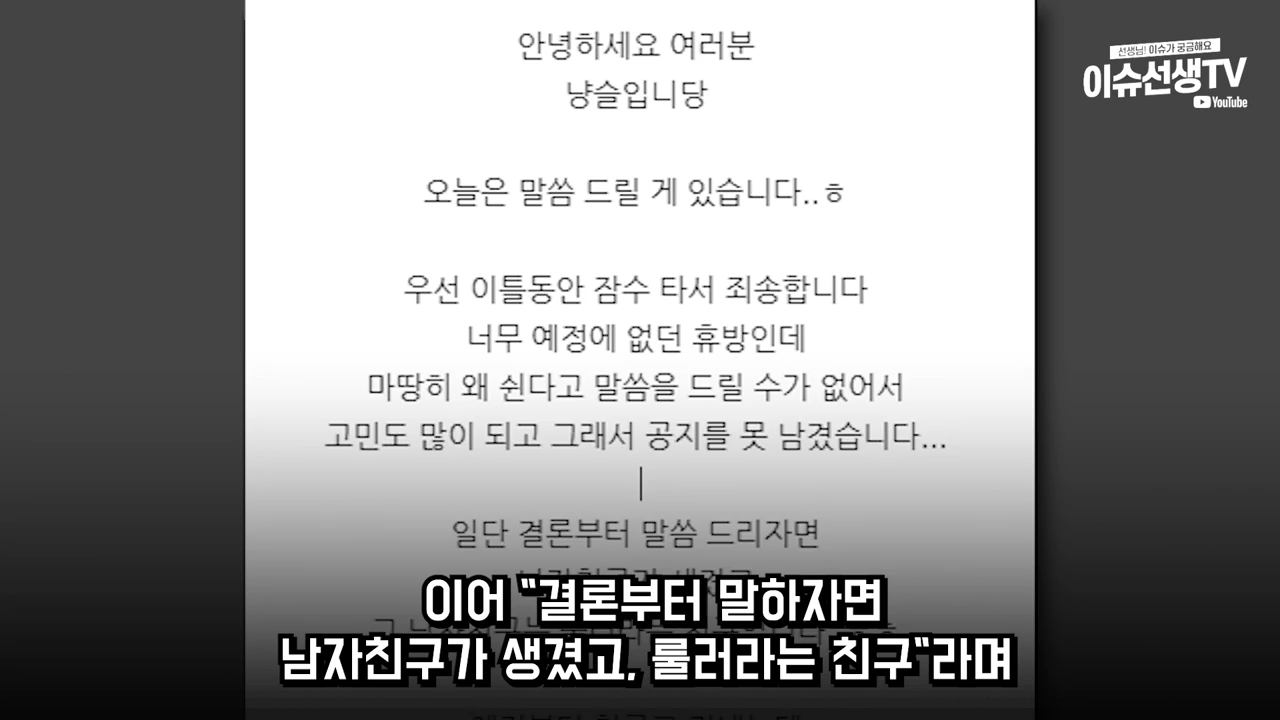 선생님! 이슈가 궁금해요
이슈선생TV
YouTube
안녕하세요 여러분
냥슬입니당
오늘은 말씀 드릴 게 있습니다..ㅎ
우선 이틀동안 잠수 타서 죄송합니다
너무 예정에 없던 휴방인데
마땅히 왜 쉰다고 말씀을 드릴 수가 없어서
고민도 많이 되고 그래서 공지를 못 남겼습니다...
일단 결론부터 말씀 드리자면
이어 "결론부터 말하자면
남자친구가 생겼고, 룰러라는 친구"라며